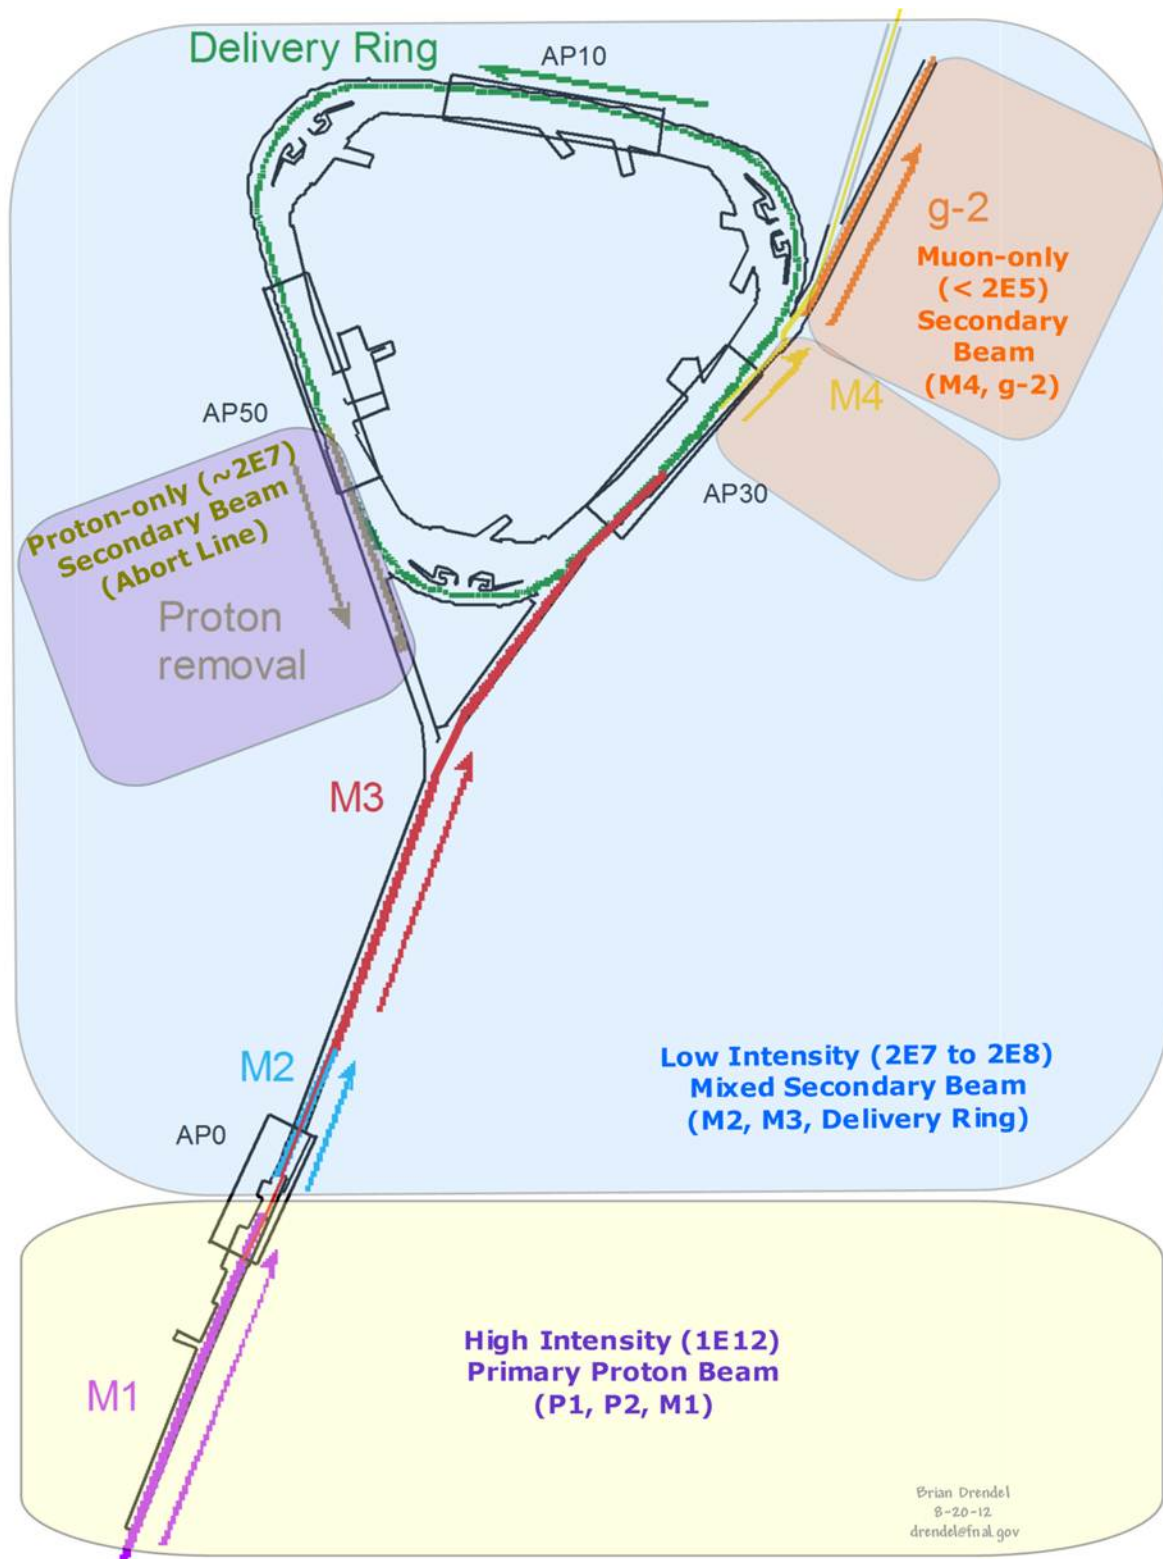 Delivery Ring
AP10
g-2
Muon-only
(< 2E5)
Secondary
Beam
(M4, g-2)
M4
AP50
AP30
Proton-only (~2E7)
Secondary Beam
(Abort Line)
Proton
removal
M3
M2
AP0
Low Intensity (2E7 to 2E8)
Mixed Secondary Beam
(M2, M3, Delivery Ring)
High Intensity (1E12)
Primary Proton Beam
(P1, P2, M1)
M1
Brian Drendel
8-20-12
drendel@fnal.gov